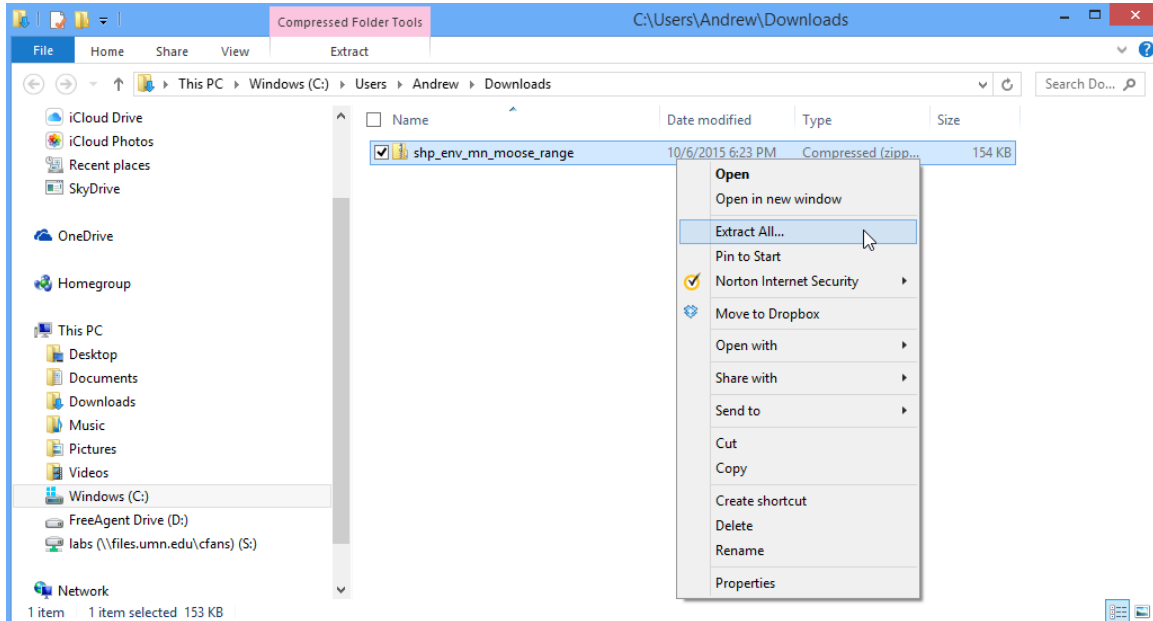 Compressed Folder Tools
C:\Users\Andrew\Downloads
File Home Share View Extract
This PC Windows (C:) Users Andrew Downloads
Search Do...
iCloud Drive
iCloud Photos
Recent places
SkyDrive
OneDrive
Homegroup
This PC
Desktop
Documents
Downloads
Music
Pictures
Videos
Windows (C:)
FreeAgent Drive (D:)
labs (\\files.umn.edu\cfans) (S:)
Network
Name Date modified Type Size
shp_env_mn_moose_range 10/6/2015 6:23 PM Compressed (zipp... 154 KB
Open
Open in new window
Extract All...
Pin to Start
Norton Internet Security
Move to Dropbox
Open with
Share with
Send to
Cut
Copy
Create shortcut
Delete
Rename
Properties
1 item 1 item selected 153 KB